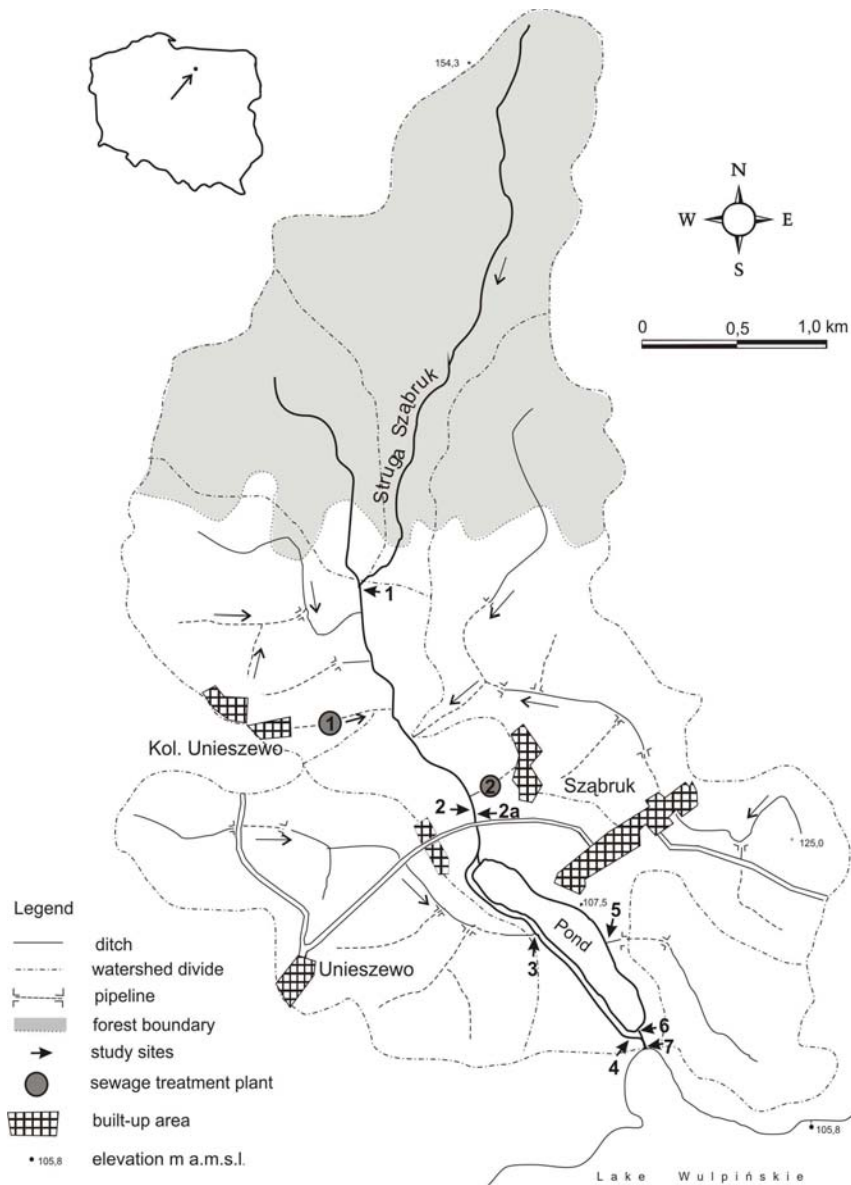 154,3
N
W E
S
0 0,5 1,0 km
Struga Sząbruk
1
1
Kol. Unieszewo
2
Sząbruk
2 2a
125,0
107,5
5
Pond
3
Unieszewo
6
7
4
105,8
Lake Wulpińskie
Legend
ditch
watershed divide
pipeline
forest boundary
study sites
sewage treatment plant
built-up area
105,8 elevation m a.m.s.l.